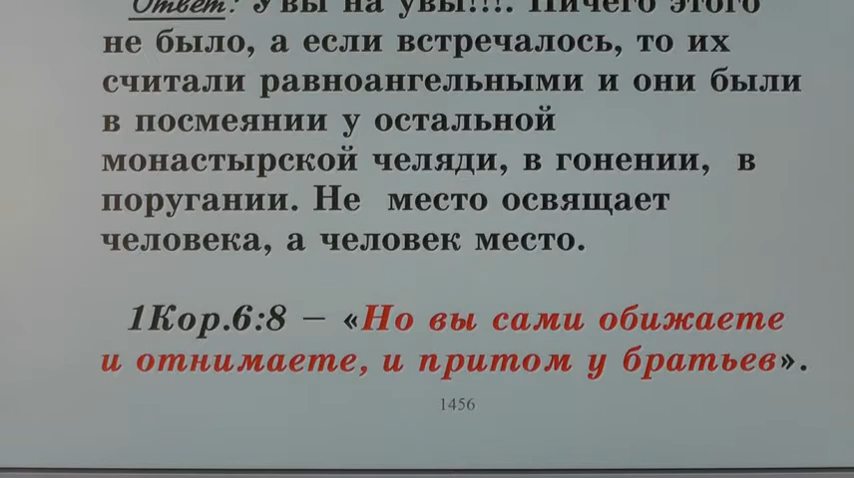 Ответ: Увы на увы!!!. Ничего этого
не было, а если встречалось, то их
считали равноангельными и они были
в посмеянии у остальной
монастырской челяди, в гонении, в
поругании. Не место освящает
человека, а человек место.
1Кор.6:8 – «Но вы сами обижаете
и отнимаете, и притом у братьев».
1456